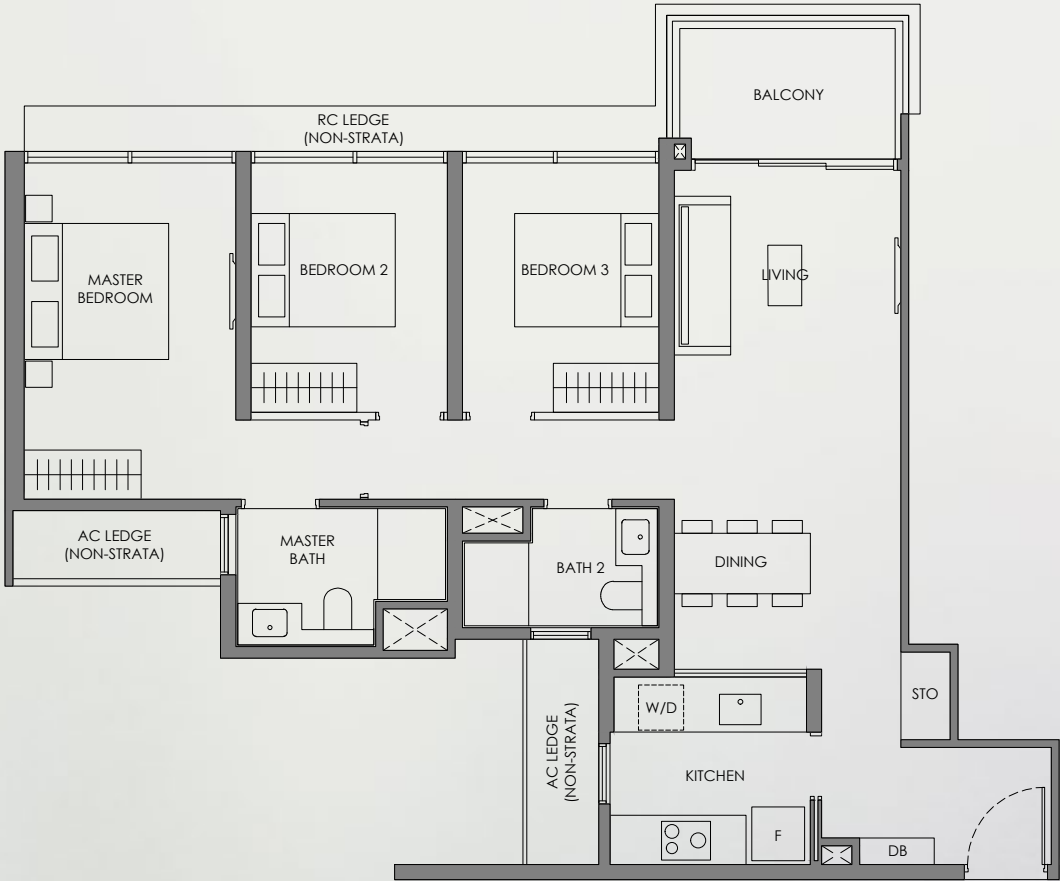 BALCONY
RC LEDGE
(NON-STRATA)
MASTER
BEDROOM
BEDROOM 2
BEDROOM 3
LIVING
AC LEDGE
(NON-STRATA)
MASTER
BATH
BATH 2
DINING
STO
W/D
AC LEDGE
(NON-STRATA)
KITCHEN
F
DB